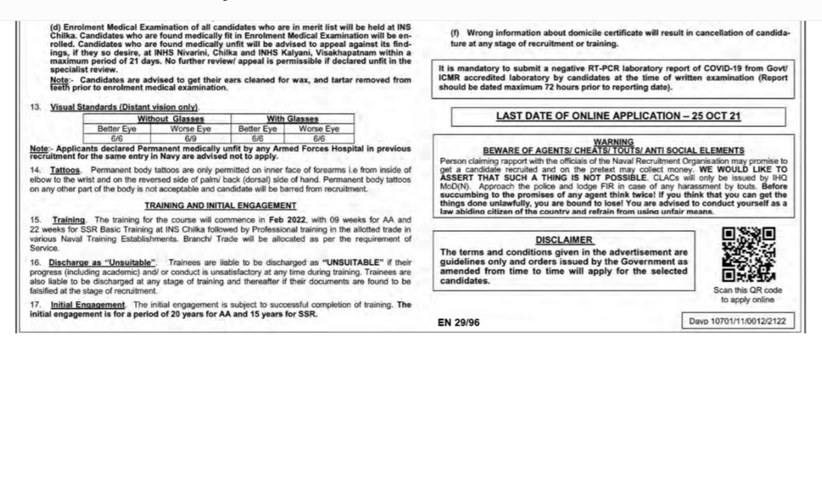 (d) Enrolment Medical Examination of all candidates who are in merit list will be held at INS
Chilka. Candidates who are found medically fit in Enrolment Medical Examination will be en-
rolled. Candidates who are found medically unfit will be advised to appeal against its find-
ings, if they so desire, at INHS Nivarini, Chilka and INHS Kalyani, Visakhapatnam within a
maximum period of 21 days. No further review/ appeal is permissible if declared unfit in the
specialist review.
Note:- Candidates are advised to get their ears cleaned for wax, and tartar removed from
teeth prior to enrolment medical examination.
13. Visual Standards (Distant vision only).
Without Glasses With Glasses
Better Eye Worse Eye Better Eye Worse Eye
6/6 6/9 6/6 6/6
Note:- Applicants declared Permanent medically unfit by any Armed Forces Hospital in previous
recruitment for the same entry in Navy are advised not to apply.
14. Tattoos. Permanent body tattoos are only permitted on inner face of forearms i.e from inside of
elbow to the wrist and on the reversed side of palm/ back (dorsal) side of hand. Permanent body tattoos
on any other part of the body is not acceptable and candidate will be barred from recruitment.
TRAINING AND INITIAL ENGAGEMENT
15. Training. The training for the course will commence in Feb 2022, with 09 weeks for AA and
22 weeks for SSR Basic Training at INS Chilka followed by Professional training in the allotted trade in
various Naval Training Establishments. Branch/ Trade will be allocated as per the requirement of
Service.
16. Discharge as "Unsuitable". Trainees are liable to be discharged as "UNSUITABLE" if their
progress (including academic) and/ or conduct is unsatisfactory at any time during training. Trainees are
also liable to be discharged at any stage of training and thereafter if their documents are found to be
falsified at the stage of recruitment.
17. Initial Engagement. The initial engagement is subject to successful completion of training. The
initial engagement is for a period of 20 years for AA and 15 years for SSR.
(f) Wrong information about domicile certificate will result in cancellation of candida-
ture at any stage of recruitment or training.
It is mandatory to submit a negative RT-PCR laboratory report of COVID-19 from Govt/
ICMR accredited laboratory by candidates at the time of written examination (Report
should be dated maximum 72 hours prior to reporting date).
LAST DATE OF ONLINE APPLICATION – 25 OCT 21
WARNING
BEWARE OF AGENTS/ CHEATS/ TOUTS/ ANTI SOCIAL ELEMENTS
Person claiming rapport with the officials of the Naval Recruitment Organisation may promise to
get a candidate recruited and on the pretext may collect money. WE WOULD LIKE TO
ASSERT THAT SUCH A THING IS NOT POSSIBLE. CLACs will only be issued by IHQ
MoD(N). Approach the police and lodge FIR in case of any harassment by touts. Before
succumbing to the promises of any agent think twice! If you think that you can get the
things done unlawfully, you are bound to lose! You are advised to conduct yourself as a
law abiding citizen of the country and refrain from using unfair means.
DISCLAIMER
The terms and conditions given in the advertisement are
guidelines only and orders issued by the Government as
amended from time to time will apply for the selected
candidates.
Scan this QR code
to apply online
EN 29/96
Davp 10701/11/0012/2122